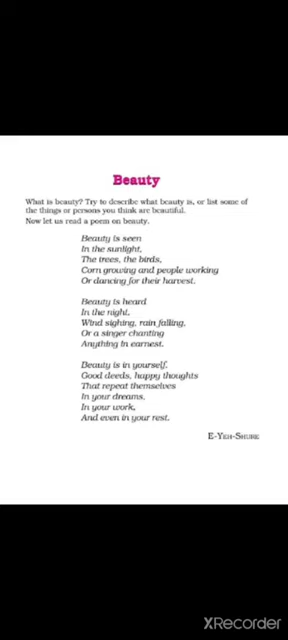 Beauty
What is beauty? Try to describe what beauty is, or list some of
the things or persons you think are beautiful.
Now let us read a poem on beauty.
Beauty is seen
In the sunlight,
The trees, the birds,
Corn growing and people working
Or dancing for their harvest.
Beauty is heard
In the night,
Wind sighing, rain falling,
Or a singer chanting
Anything in earnest.
Beauty is in yourself.
Good deeds, happy thoughts
That repeat themselves
In your dreams,
In your work,
And even in your rest.
E-YEH-SHURE
XRecorder